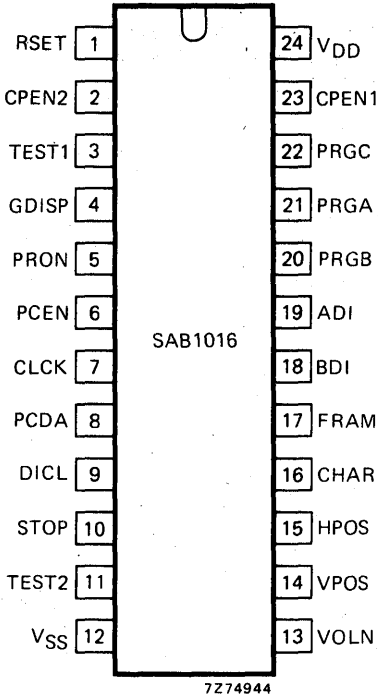 RSET 1 24 VDD
CPEN2 2 23 CPEN1
TEST1 3 22 PRGC
GDISP 4 21 PRGA
PRON 5 20 PRGB
PCEN 6 19 ADI
SAB1016
CLCK 7 18 BDI
PCDA 8 17 FRAM
DICL 9 16 CHAR
STOP 10 15 HPOS
TEST2 11 14 VPOS
VSS 12 13 VOLN
7Z74944